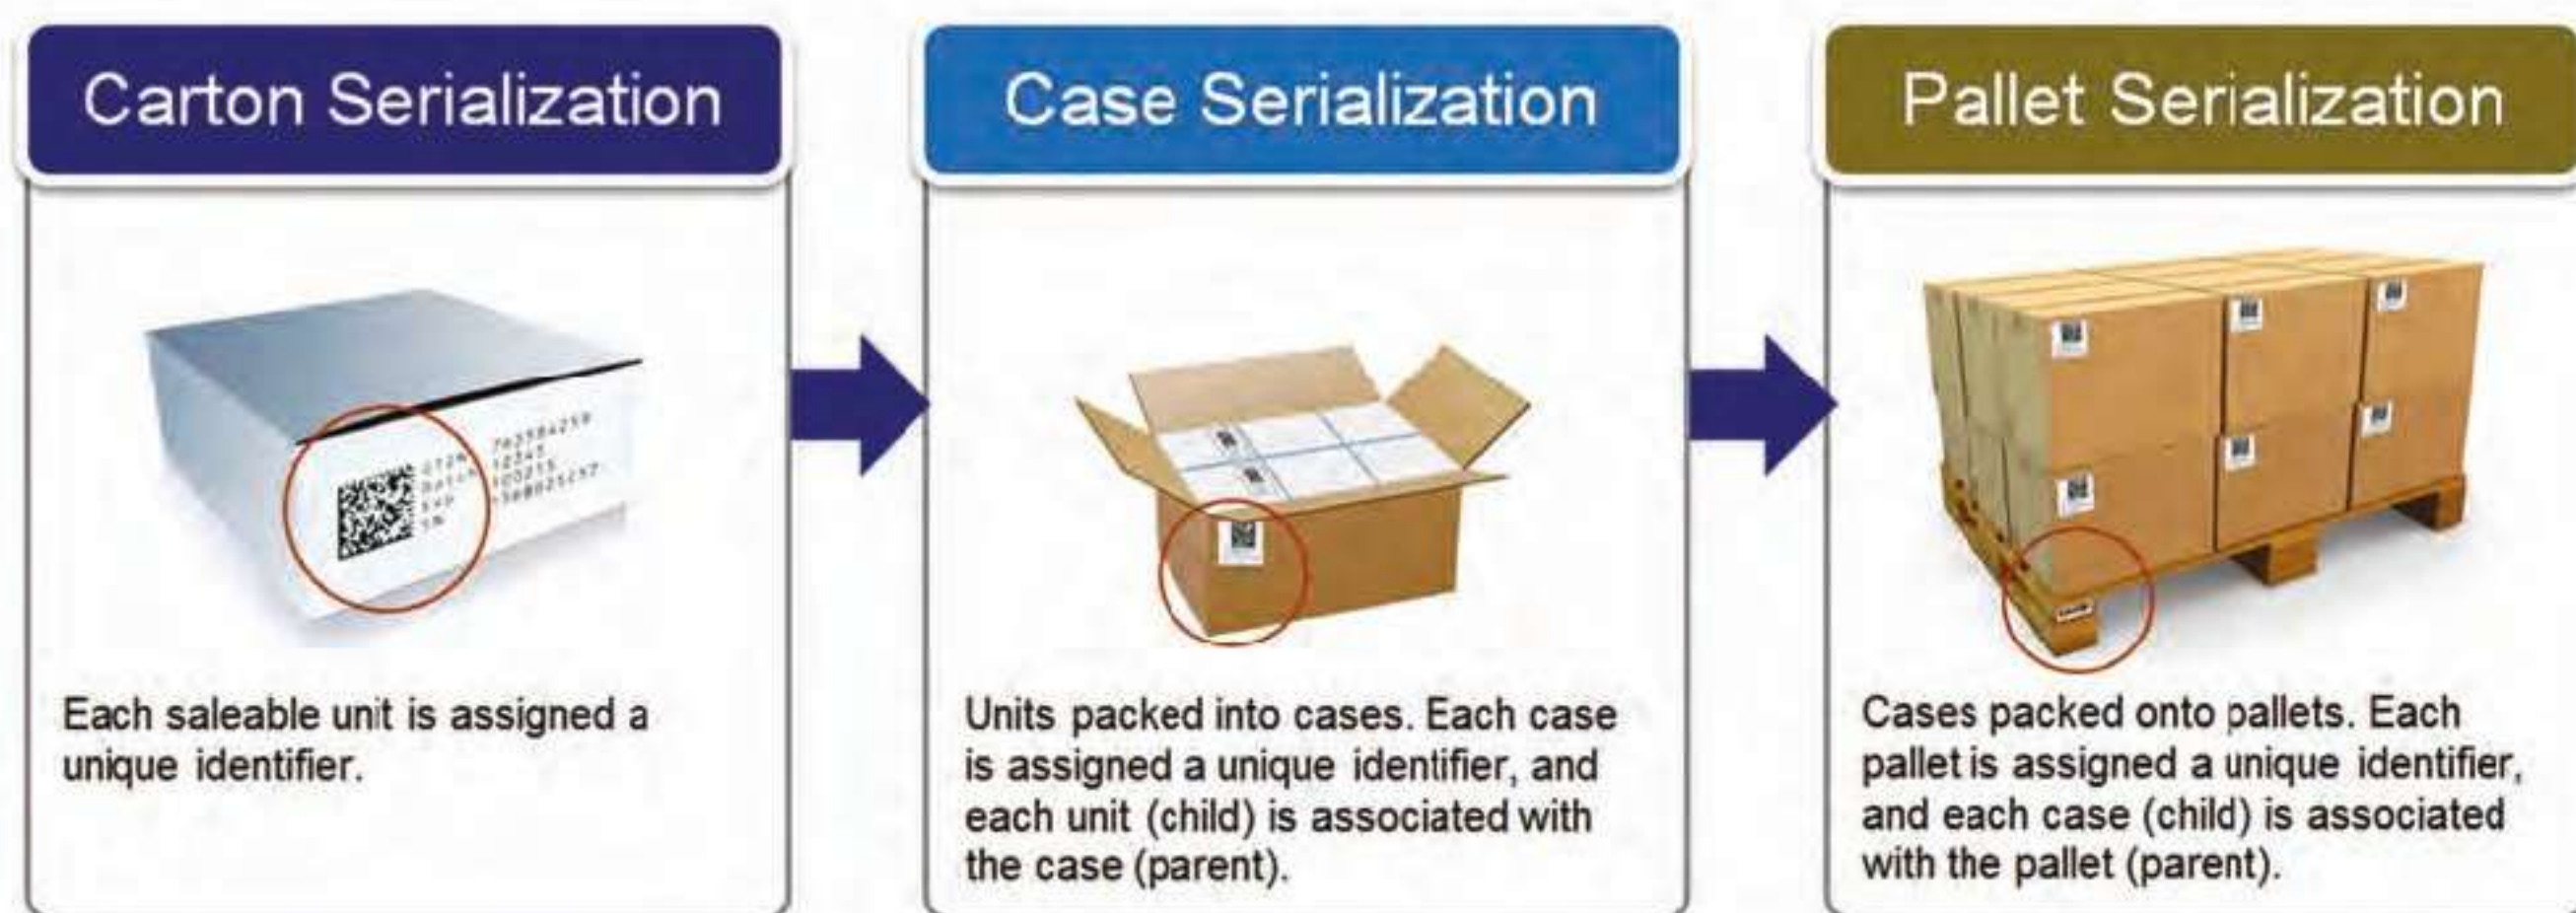 Carton Serialization
Each saleable unit is assigned a
unique identifier.
Case Serialization
Units packed into cases. Each case
is assigned a unique identifier, and
each unit (child) is associated with
the case (parent).
Pallet Serialization
Cases packed onto pallets. Each
pallet is assigned a unique identifier,
and each case (child) is associated
with the pallet (parent).